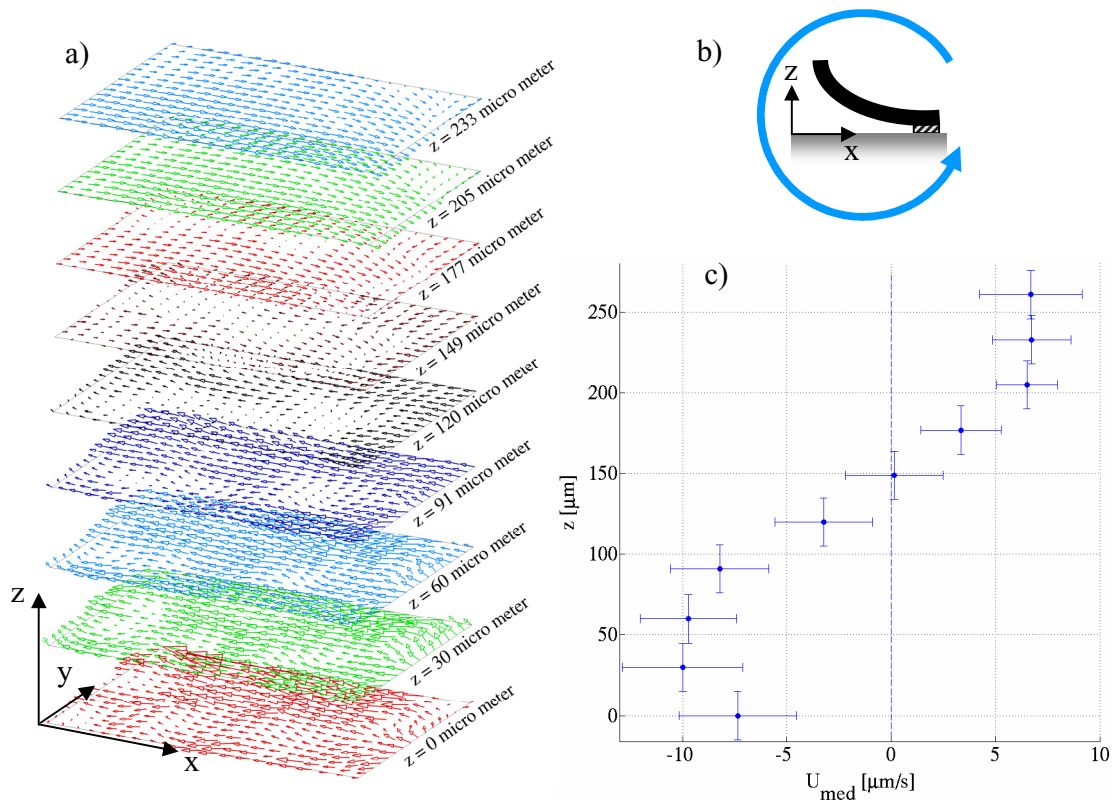 a)
z = 233 micro meter
z = 205 micro meter
z = 177 micro meter
z = 149 micro meter
z = 120 micro meter
z = 91 micro meter
z = 60 micro meter
z = 30 micro meter
z = 0 micro meter
z
y
x
b)
z
x
c)
250
200
150
100
50
0
z [μm]
-10
-5
0
5
10
U_med [μm/s]